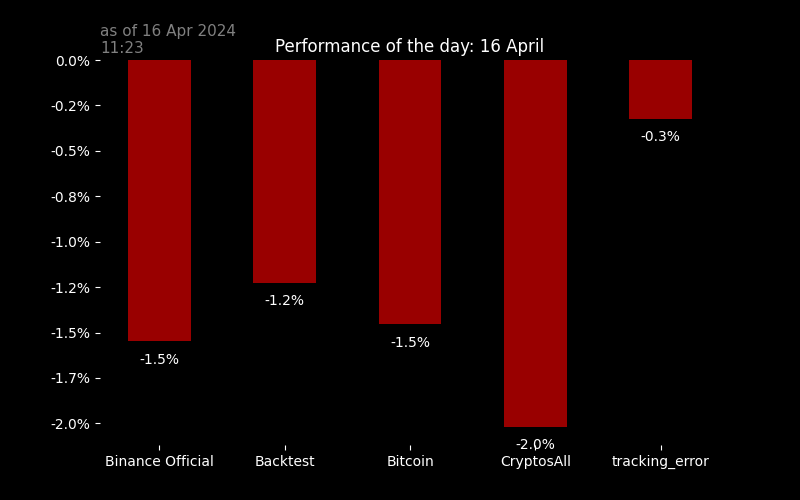 as of 16 Apr 2024
11:23
Performance of the day: 16 April
0.0%
-0.2%
-0.5%
-0.8%
-1.0%
-1.2%
-1.5%
-1.7%
-2.0%
-1.5%
-1.2%
-1.5%
-2.0%
-0.3%
Binance Official
Backtest
Bitcoin
CryptosAll
tracking_error